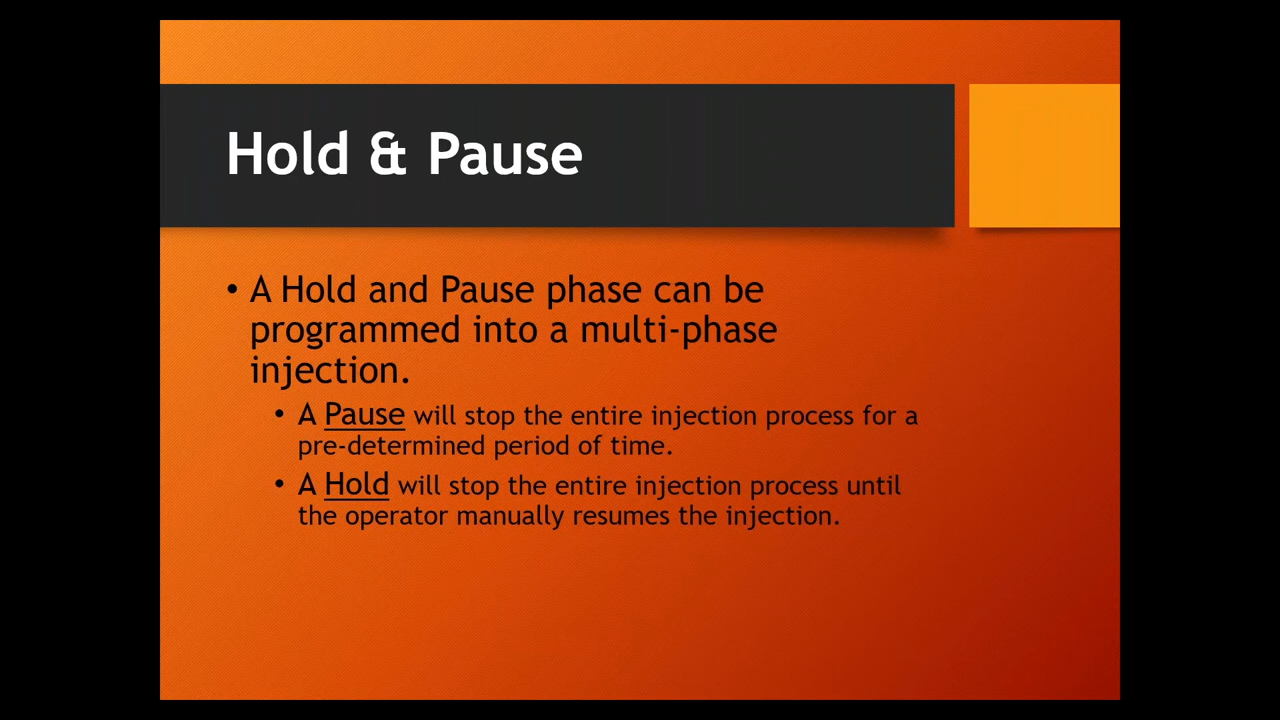 Hold & Pause
• A Hold and Pause phase can be
programmed into a multi-phase
injection.
• A Pause will stop the entire injection process for a
pre-determined period of time.
• A Hold will stop the entire injection process until
the operator manually resumes the injection.